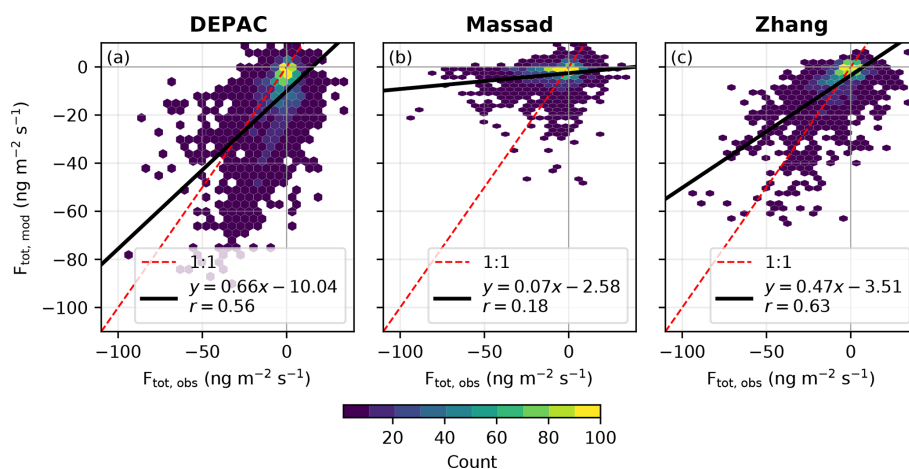 DEPAC
Massad
Zhang
(a)
(b)
(c)
0
−20
−40
−60
−80
−100
F_tot, mod (ng m⁻² s⁻¹)
1:1
y = 0.66x − 10.04
r = 0.56
1:1
y = 0.07x − 2.58
r = 0.18
1:1
y = 0.47x − 3.51
r = 0.63
−100 −50 0
−100 −50 0
−100 −50 0
F_tot, obs (ng m⁻² s⁻¹)
F_tot, obs (ng m⁻² s⁻¹)
F_tot, obs (ng m⁻² s⁻¹)
20 40 60 80 100
Count